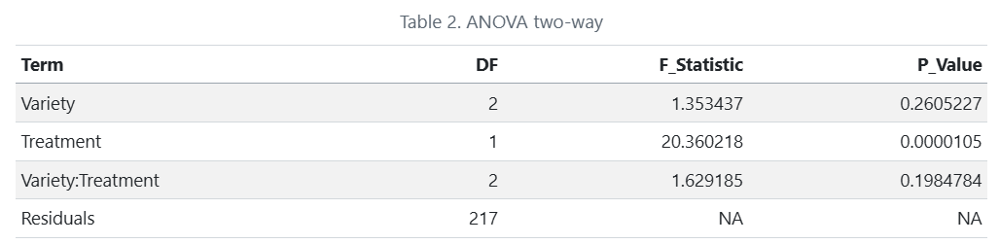 Table 2. ANOVA two-way
Term DF F_Statistic P_Value
Variety 2 1.353437 0.2605227
Treatment 1 20.360218 0.0000105
Variety:Treatment 2 1.629185 0.1984784
Residuals 217 NA NA